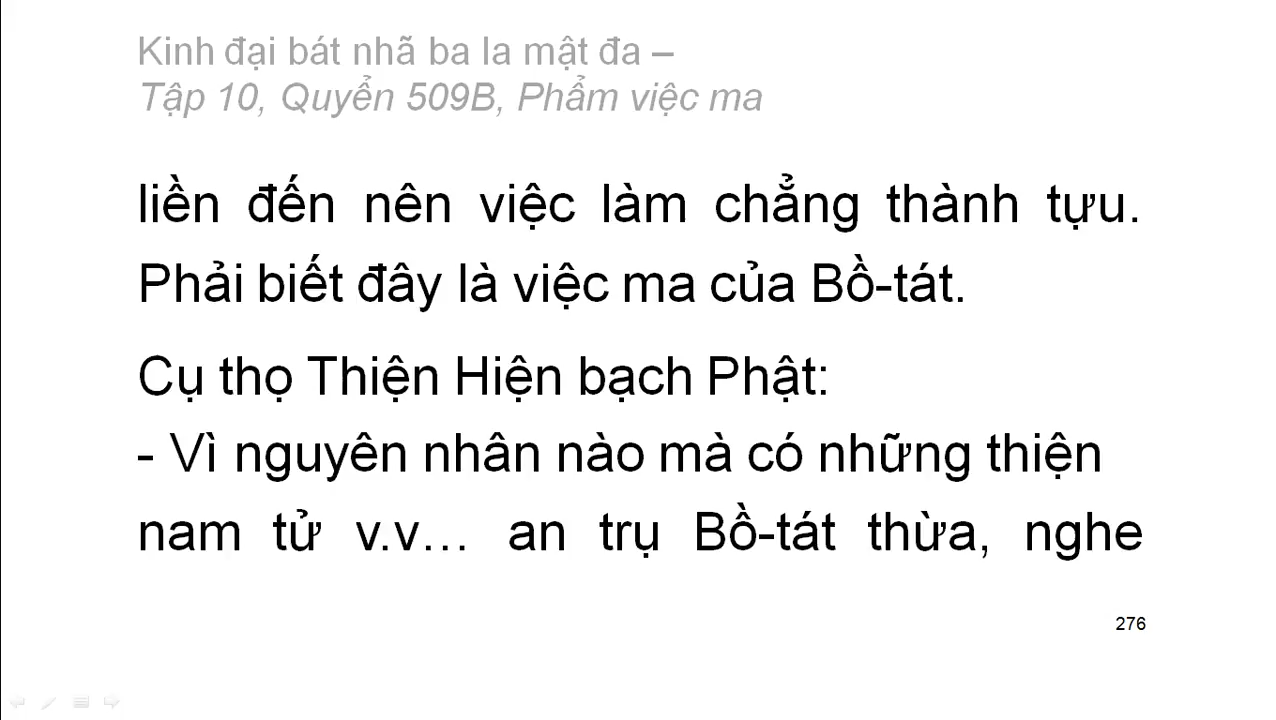 Kinh đại bát nhã ba la mật đa –
Tập 10, Quyển 509B, Phẩm việc ma
liền đến nên việc làm chẳng thành tựu.
Phải biết đây là việc ma của Bồ-tát.
Cụ thọ Thiện Hiện bạch Phật:
- Vì nguyên nhân nào mà có những thiện
nam tử v.v… an trụ Bồ-tát thừa, nghe
276